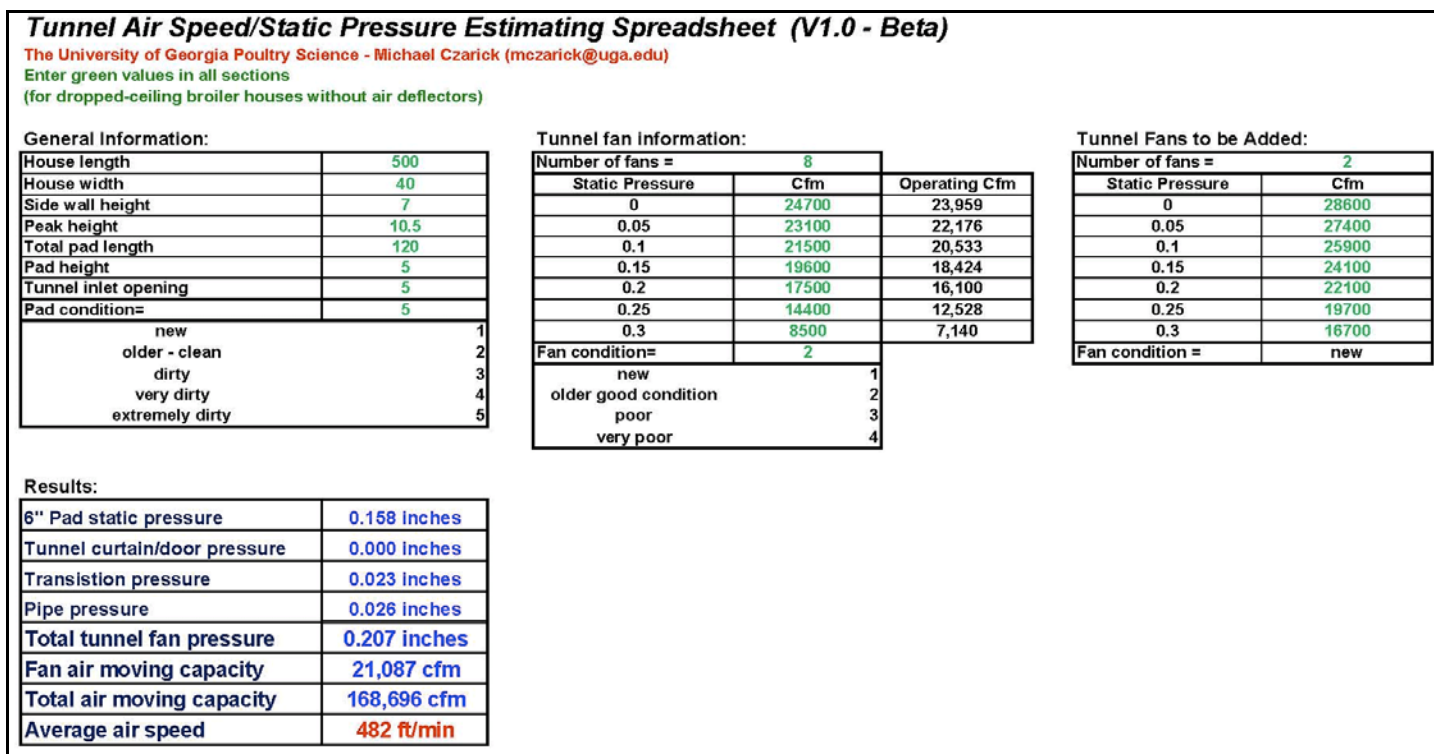 Tunnel Air Speed/Static Pressure Estimating Spreadsheet (V1.0 - Beta)
The University of Georgia Poultry Science - Michael Czarick (mczarick@uga.edu)
Enter green values in all sections
(for dropped-ceiling broiler houses without air deflectors)
General Information:
House length 500
House width 40
Side wall height 7
Peak height 10.5
Total pad length 120
Pad height 5
Tunnel inlet opening 5
Pad condition= 5
new 1
older - clean 2
dirty 3
very dirty 4
extremely dirty 5
Tunnel fan information:
Number of fans = 8
Static Pressure Cfm Operating Cfm
0 24700 23,959
0.05 23100 22,176
0.1 21500 20,533
0.15 19600 18,424
0.2 17500 16,100
0.25 14400 12,528
0.3 8500 7,140
Fan condition= 2
new 1
older good condition 2
poor 3
very poor 4
Tunnel Fans to be Added:
Number of fans = 2
Static Pressure Cfm
0 28600
0.05 27400
0.1 25900
0.15 24100
0.2 22100
0.25 19700
0.3 16700
Fan condition = new
Results:
6" Pad static pressure 0.158 inches
Tunnel curtain/door pressure 0.000 inches
Transistion pressure 0.023 inches
Pipe pressure 0.026 inches
Total tunnel fan pressure 0.207 inches
Fan air moving capacity 21,087 cfm
Total air moving capacity 168,696 cfm
Average air speed 482 ft/min